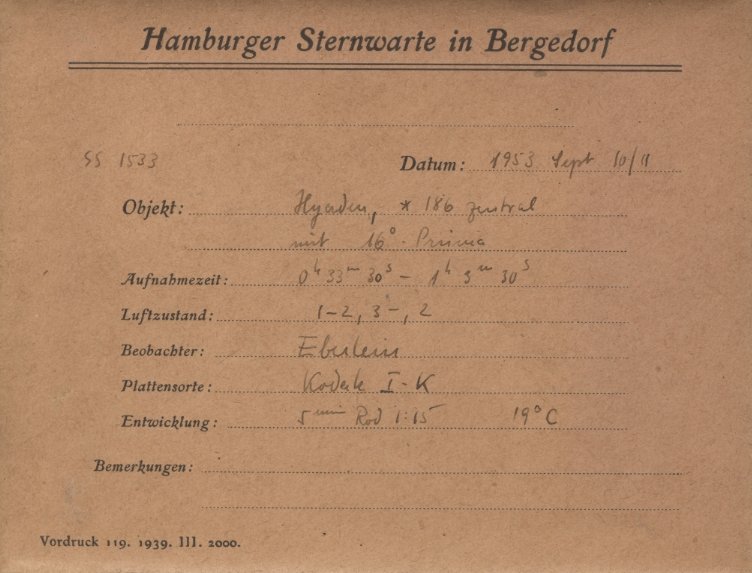 Hamburger Sternwarte in Bergedorf
SS 1533
Datum: 1953 Sept 10/11
Objekt: Hyaden, * 186 zentral
mit 16° - Prisma
Aufnahmezeit: 0h 33m 30s - 1h 3m 30s
Luftzustand: 1-2, 3-, 2
Beobachter:
Plattensorte: Kodak I-K
Entwicklung: 5 min Rod 1:15 19° C
Bemerkungen:
Vordruck 119. 1939. III. 2000.